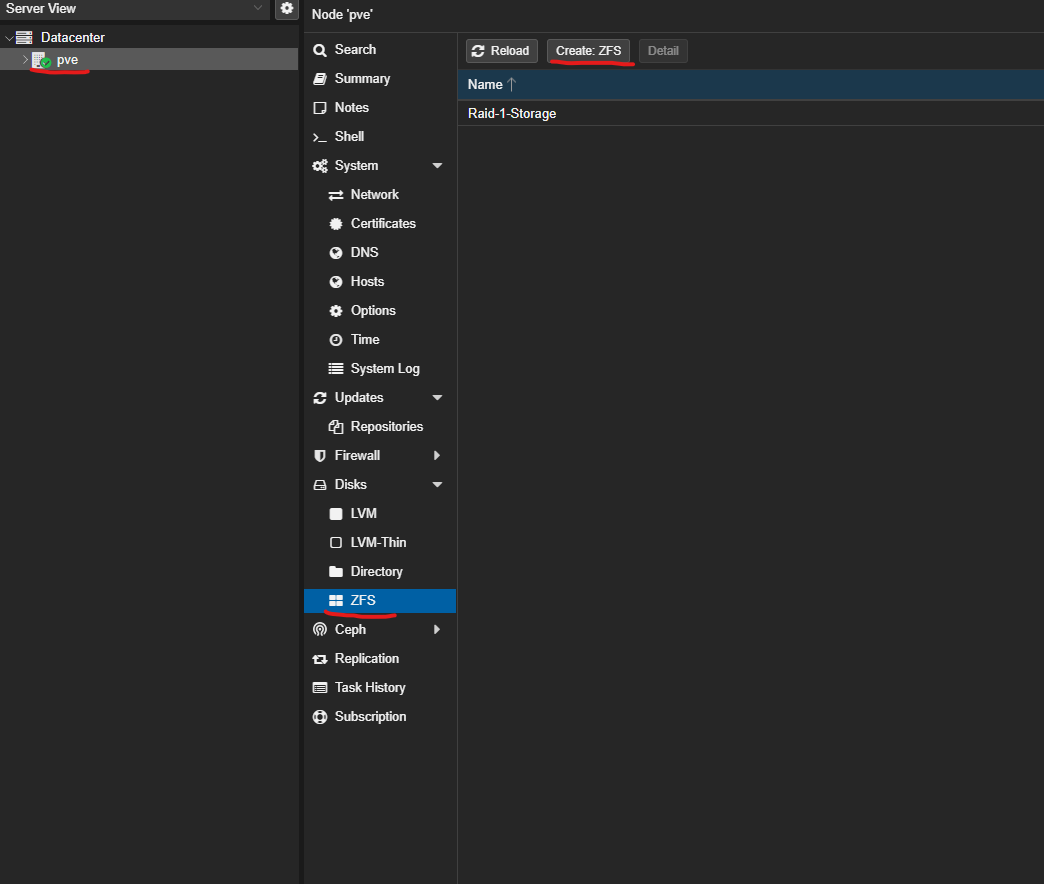 Server View
Datacenter
pve
Node 'pve'
Search
Summary
Notes
Shell
System
Network
Certificates
DNS
Hosts
Options
Time
System Log
Updates
Repositories
Firewall
Disks
LVM
LVM-Thin
Directory
ZFS
Ceph
Replication
Task History
Subscription
Reload Create: ZFS Detail
Name
Raid-1-Storage